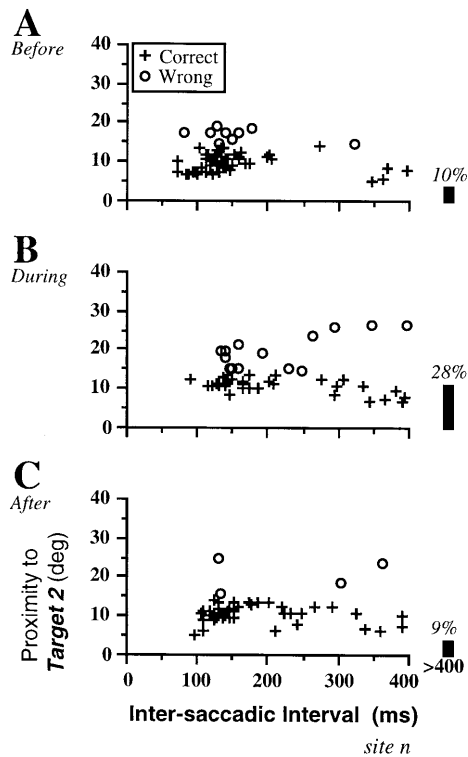 A
Before
40
30
20
10
0
+ Correct
o Wrong
10%
B
During
40
30
20
10
0
28%
C
After
40
30
20
10
0
Proximity to
Target 2 (deg)
9%
0 100 200 300 400 >400
Inter-saccadic Interval (ms)
site n